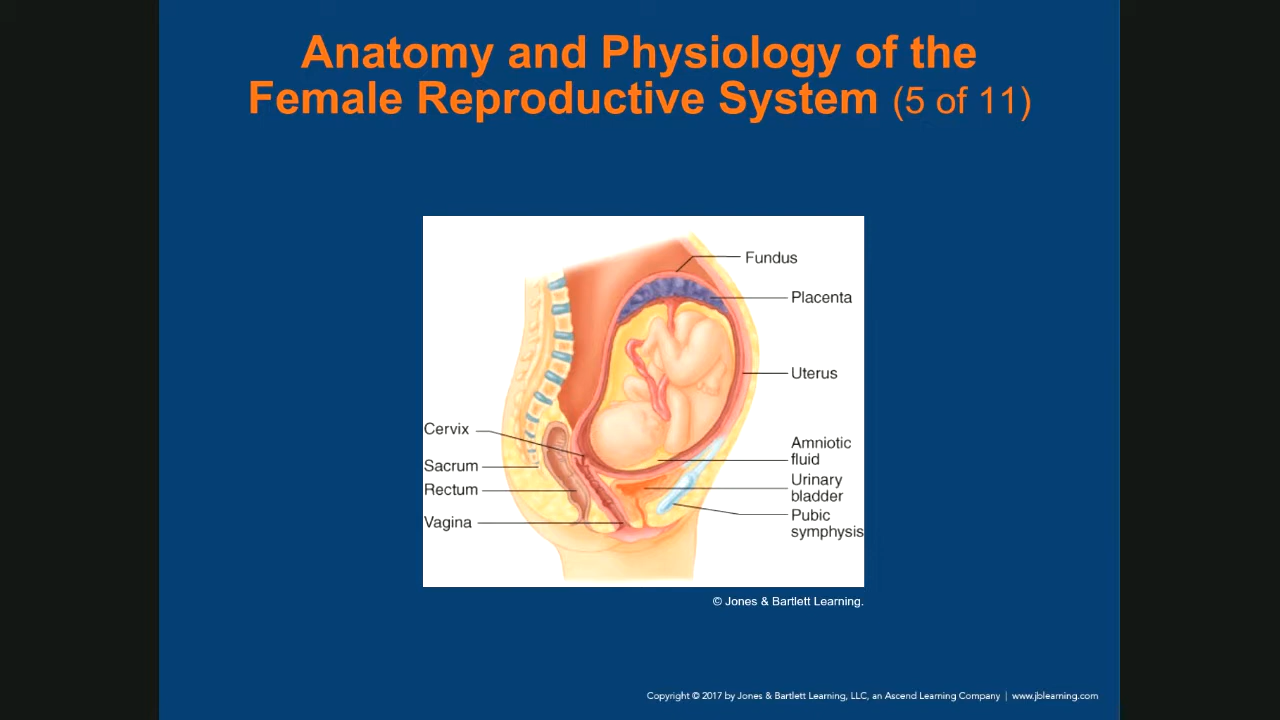 Anatomy and Physiology of the
Female Reproductive System (5 of 11)
Fundus
Placenta
Uterus
Cervix
Sacrum
Rectum
Vagina
Amniotic
fluid
Urinary
bladder
Pubic
symphysis
© Jones & Bartlett Learning.
Copyright © 2017 by Jones & Bartlett Learning, LLC, an Ascend Learning Company | www.jblearning.com